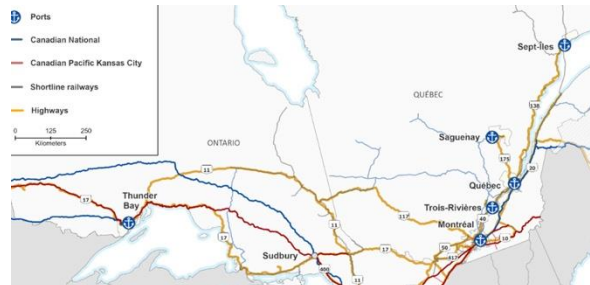 Ports
Canadian National
Canadian Pacific Kansas City
Shortline railways
Highways
0 125 250
Kilometers
Sept-Îles
QUÉBEC
138
Saguenay
ONTARIO
175
20
11
Québec
17
Thunder
Bay
Trois-Rivières
40
117
11
Montréal
17
17
50
10
417
Sudbury
400
11